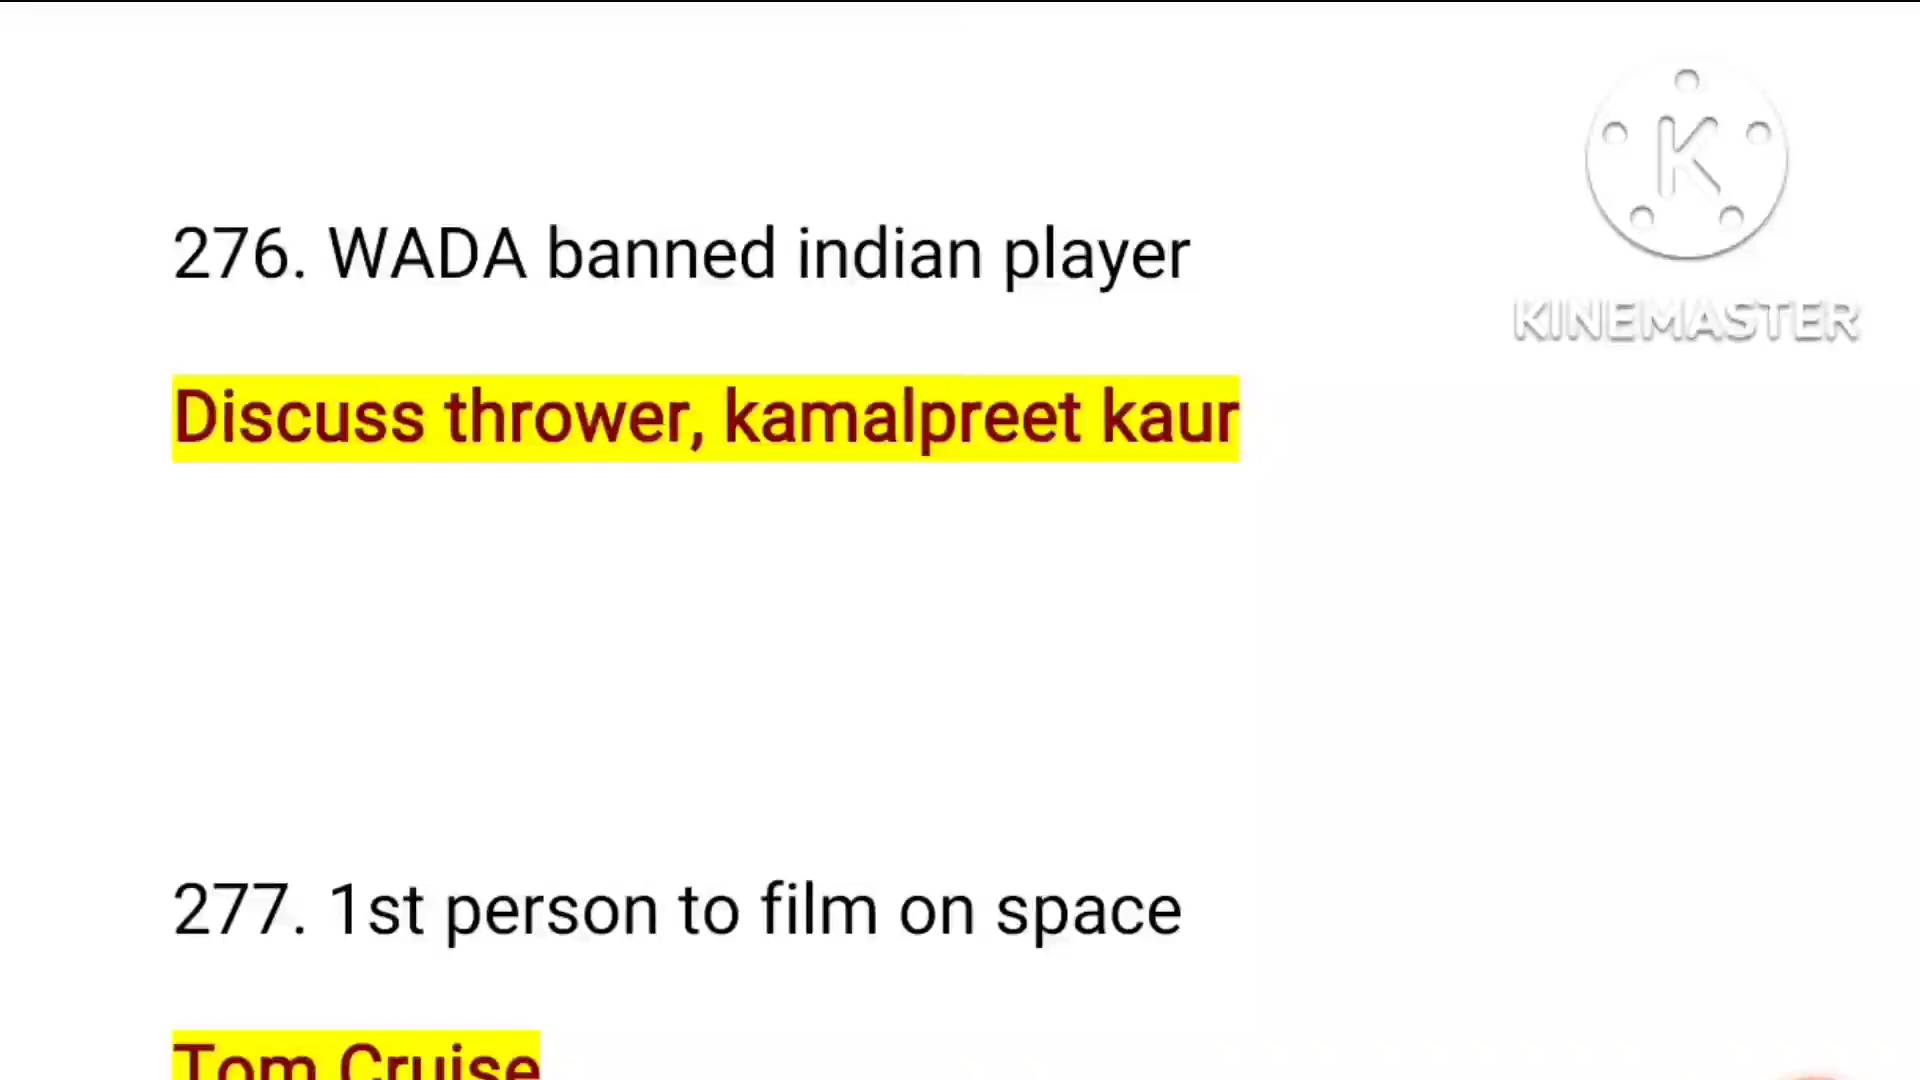 276. WADA banned indian player
KINEMASTER
Discuss thrower, kamalpreet kaur
277. 1st person to film on space
Tom Cruise